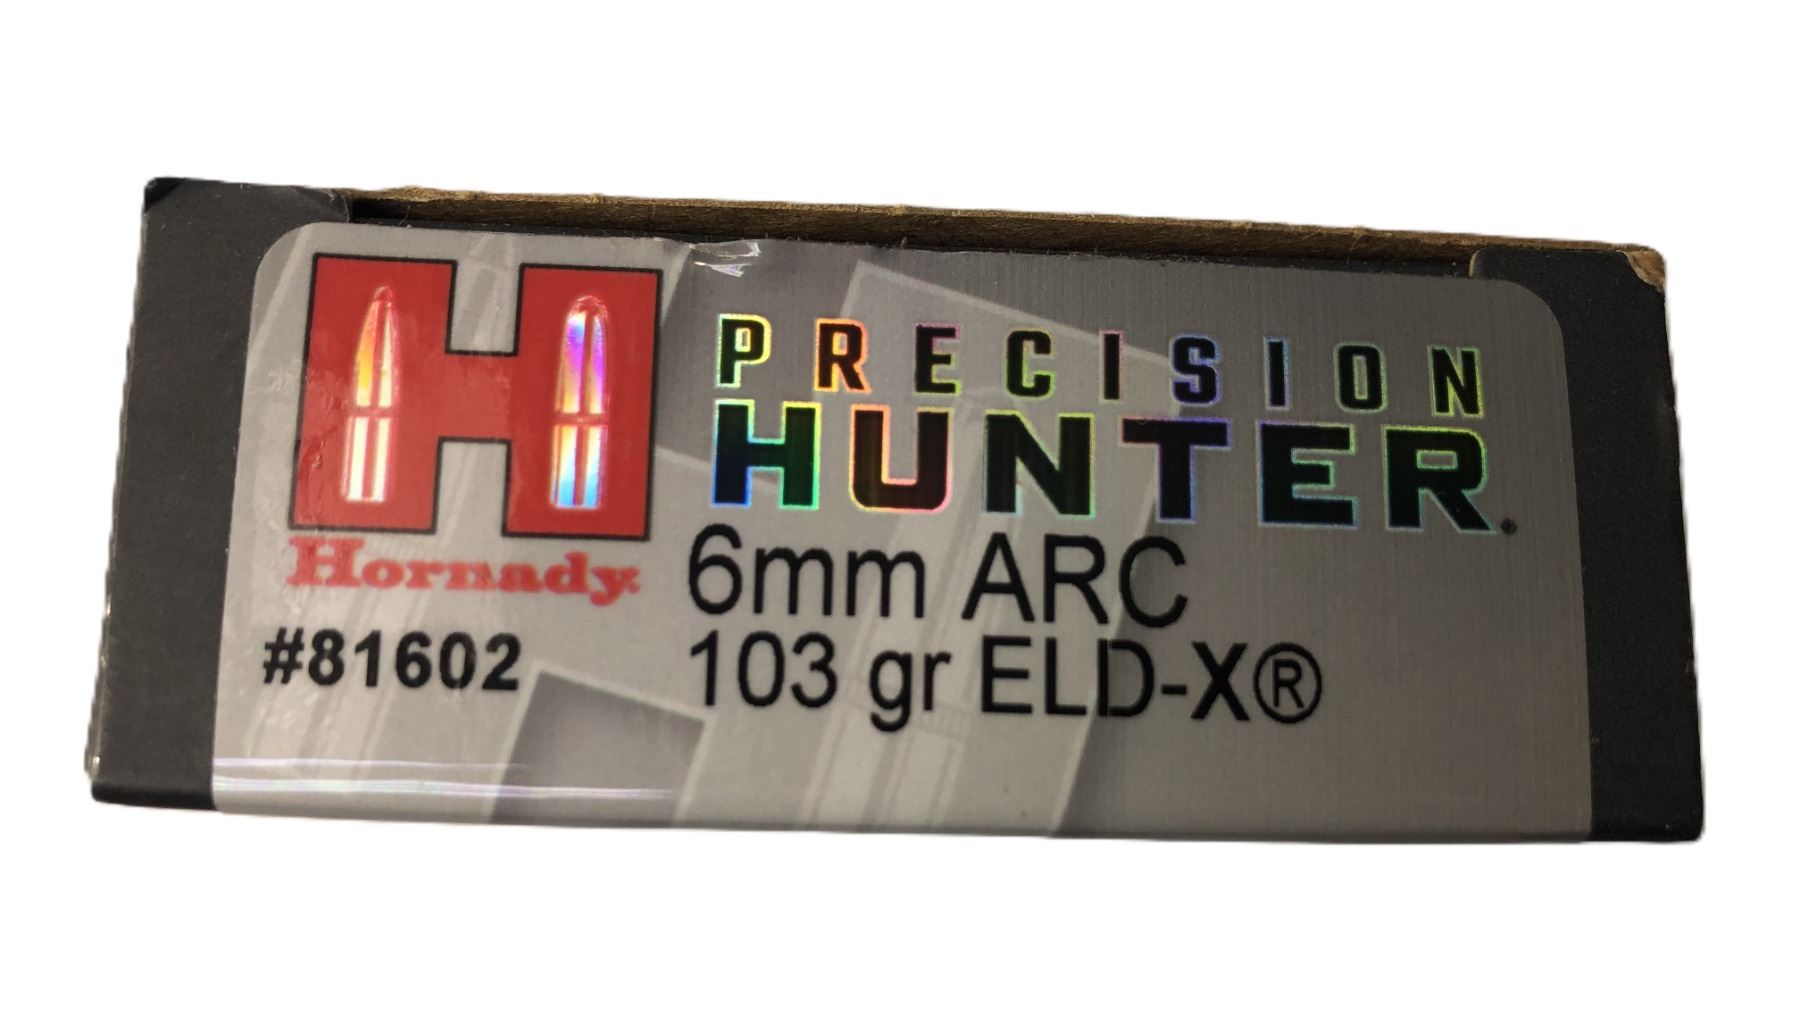 PRECISION
HUNTER
Hornady
6mm ARC
#81602
103 gr ELD-X®